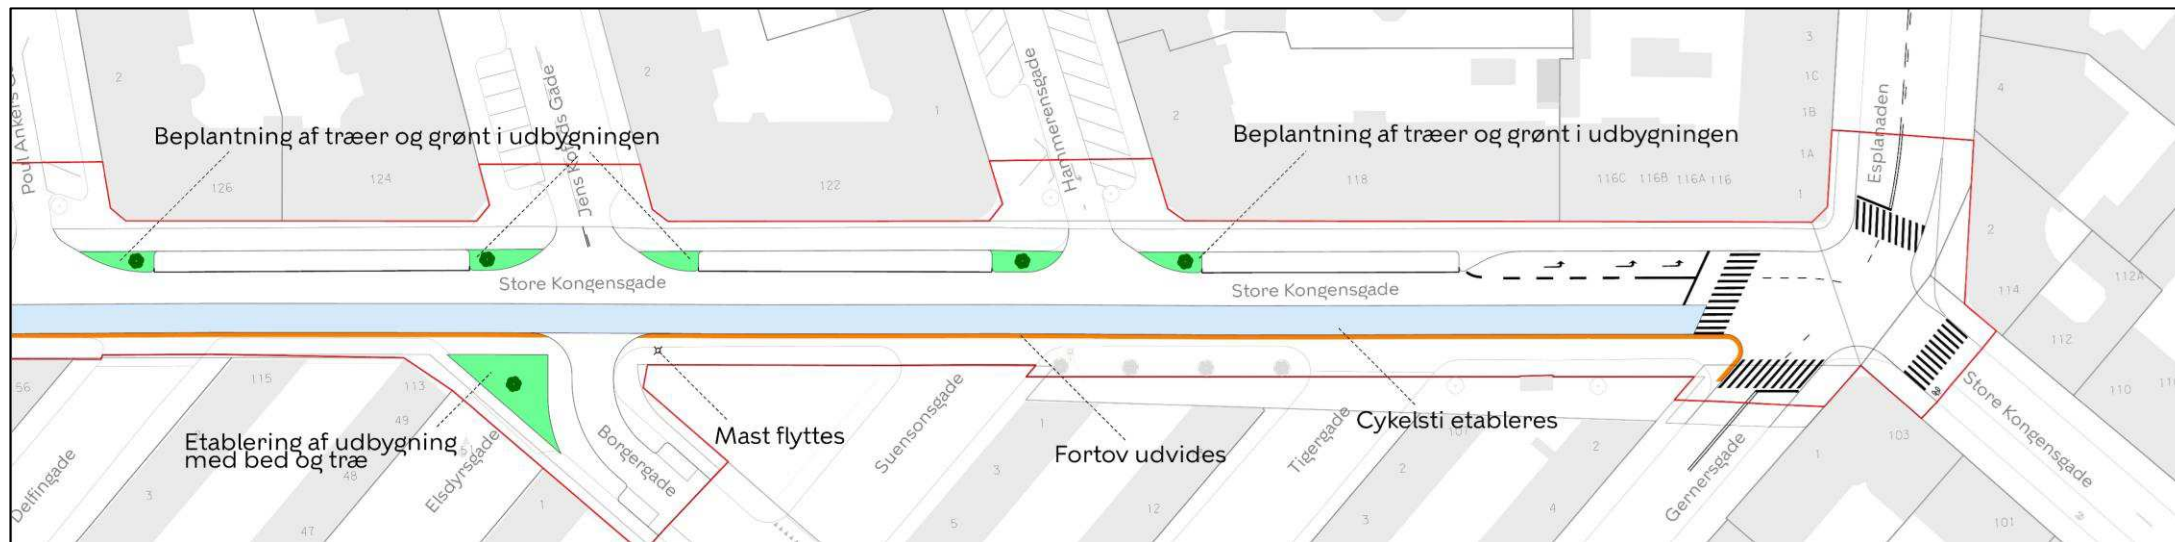 2
2
1
2
3
1C
1B
1A
1
4
Poul Ankers G
Jens Kofods Gade
Hammerensgade
Esplanaden
Beplantning af træer og grønt i udbygningen
Beplantning af træer og grønt i udbygningen
126
124
122
118
116C 116B 116A 116
2
114
112A
112
110
Store Kongensgade
Store Kongensgade
56
115
113
49
48
47
3
1
Etablering af udbygning
med bed og træ
Delfingade
Elsdyrsgade
Borgergade
Mast flyttes
Suensonsgade
Fortov udvides
Tigergade
Cykelsti etableres
Gernersgade
Store Kongensgade
1
3
5
12
2
3
107
2
4
1
103
101